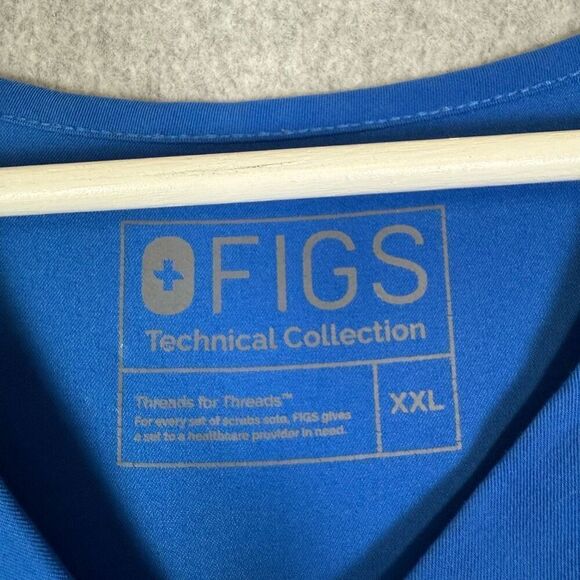 FIGS
Technical Collection
Threads for Threads™
For every set of scrubs sold, FIGS gives
a set to a healthcare provider in need.
XXL